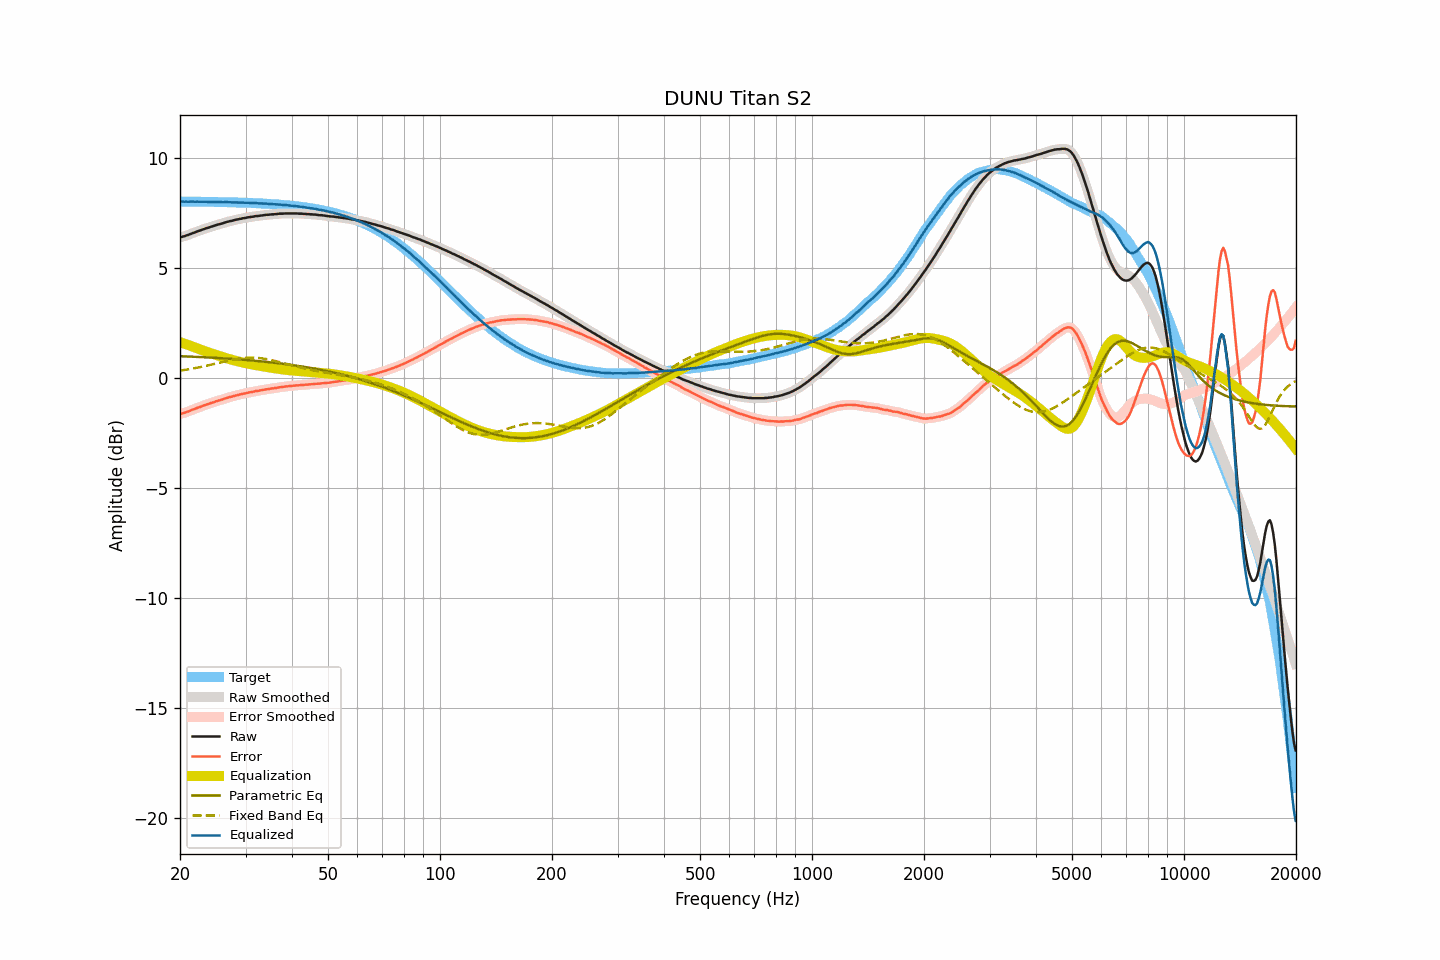 DUNU Titan S2
Amplitude (dBr)
10
5
0
−5
−10
−15
−20
Target
Raw Smoothed
Error Smoothed
Raw
Error
Equalization
Parametric Eq
Fixed Band Eq
Equalized
20 50 100 200 500 1000 2000 5000 10000 20000
Frequency (Hz)